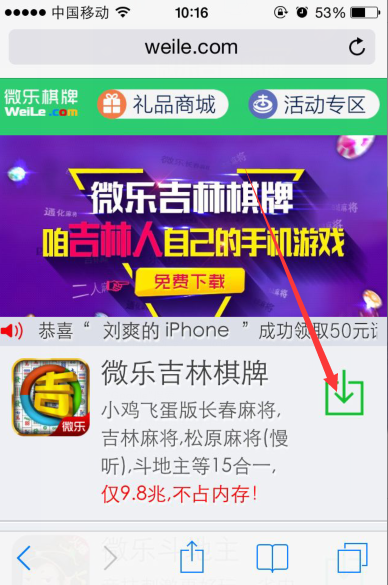 中国移动 10:16 53%
weile.com
微乐棋牌 礼品商城 活动专区
WeiLe.com
微乐吉林棋牌
咱吉林人自己的手机游戏
二人
免费下载
恭喜“ 刘爽的 iPhone ”成功领取50元
微乐吉林棋牌
小鸡飞蛋版长春麻将,
吉林麻将,松原麻将(慢
听),斗地主等15合一,
仅9.8兆,不占内存!
吉
微乐
微乐斗地主